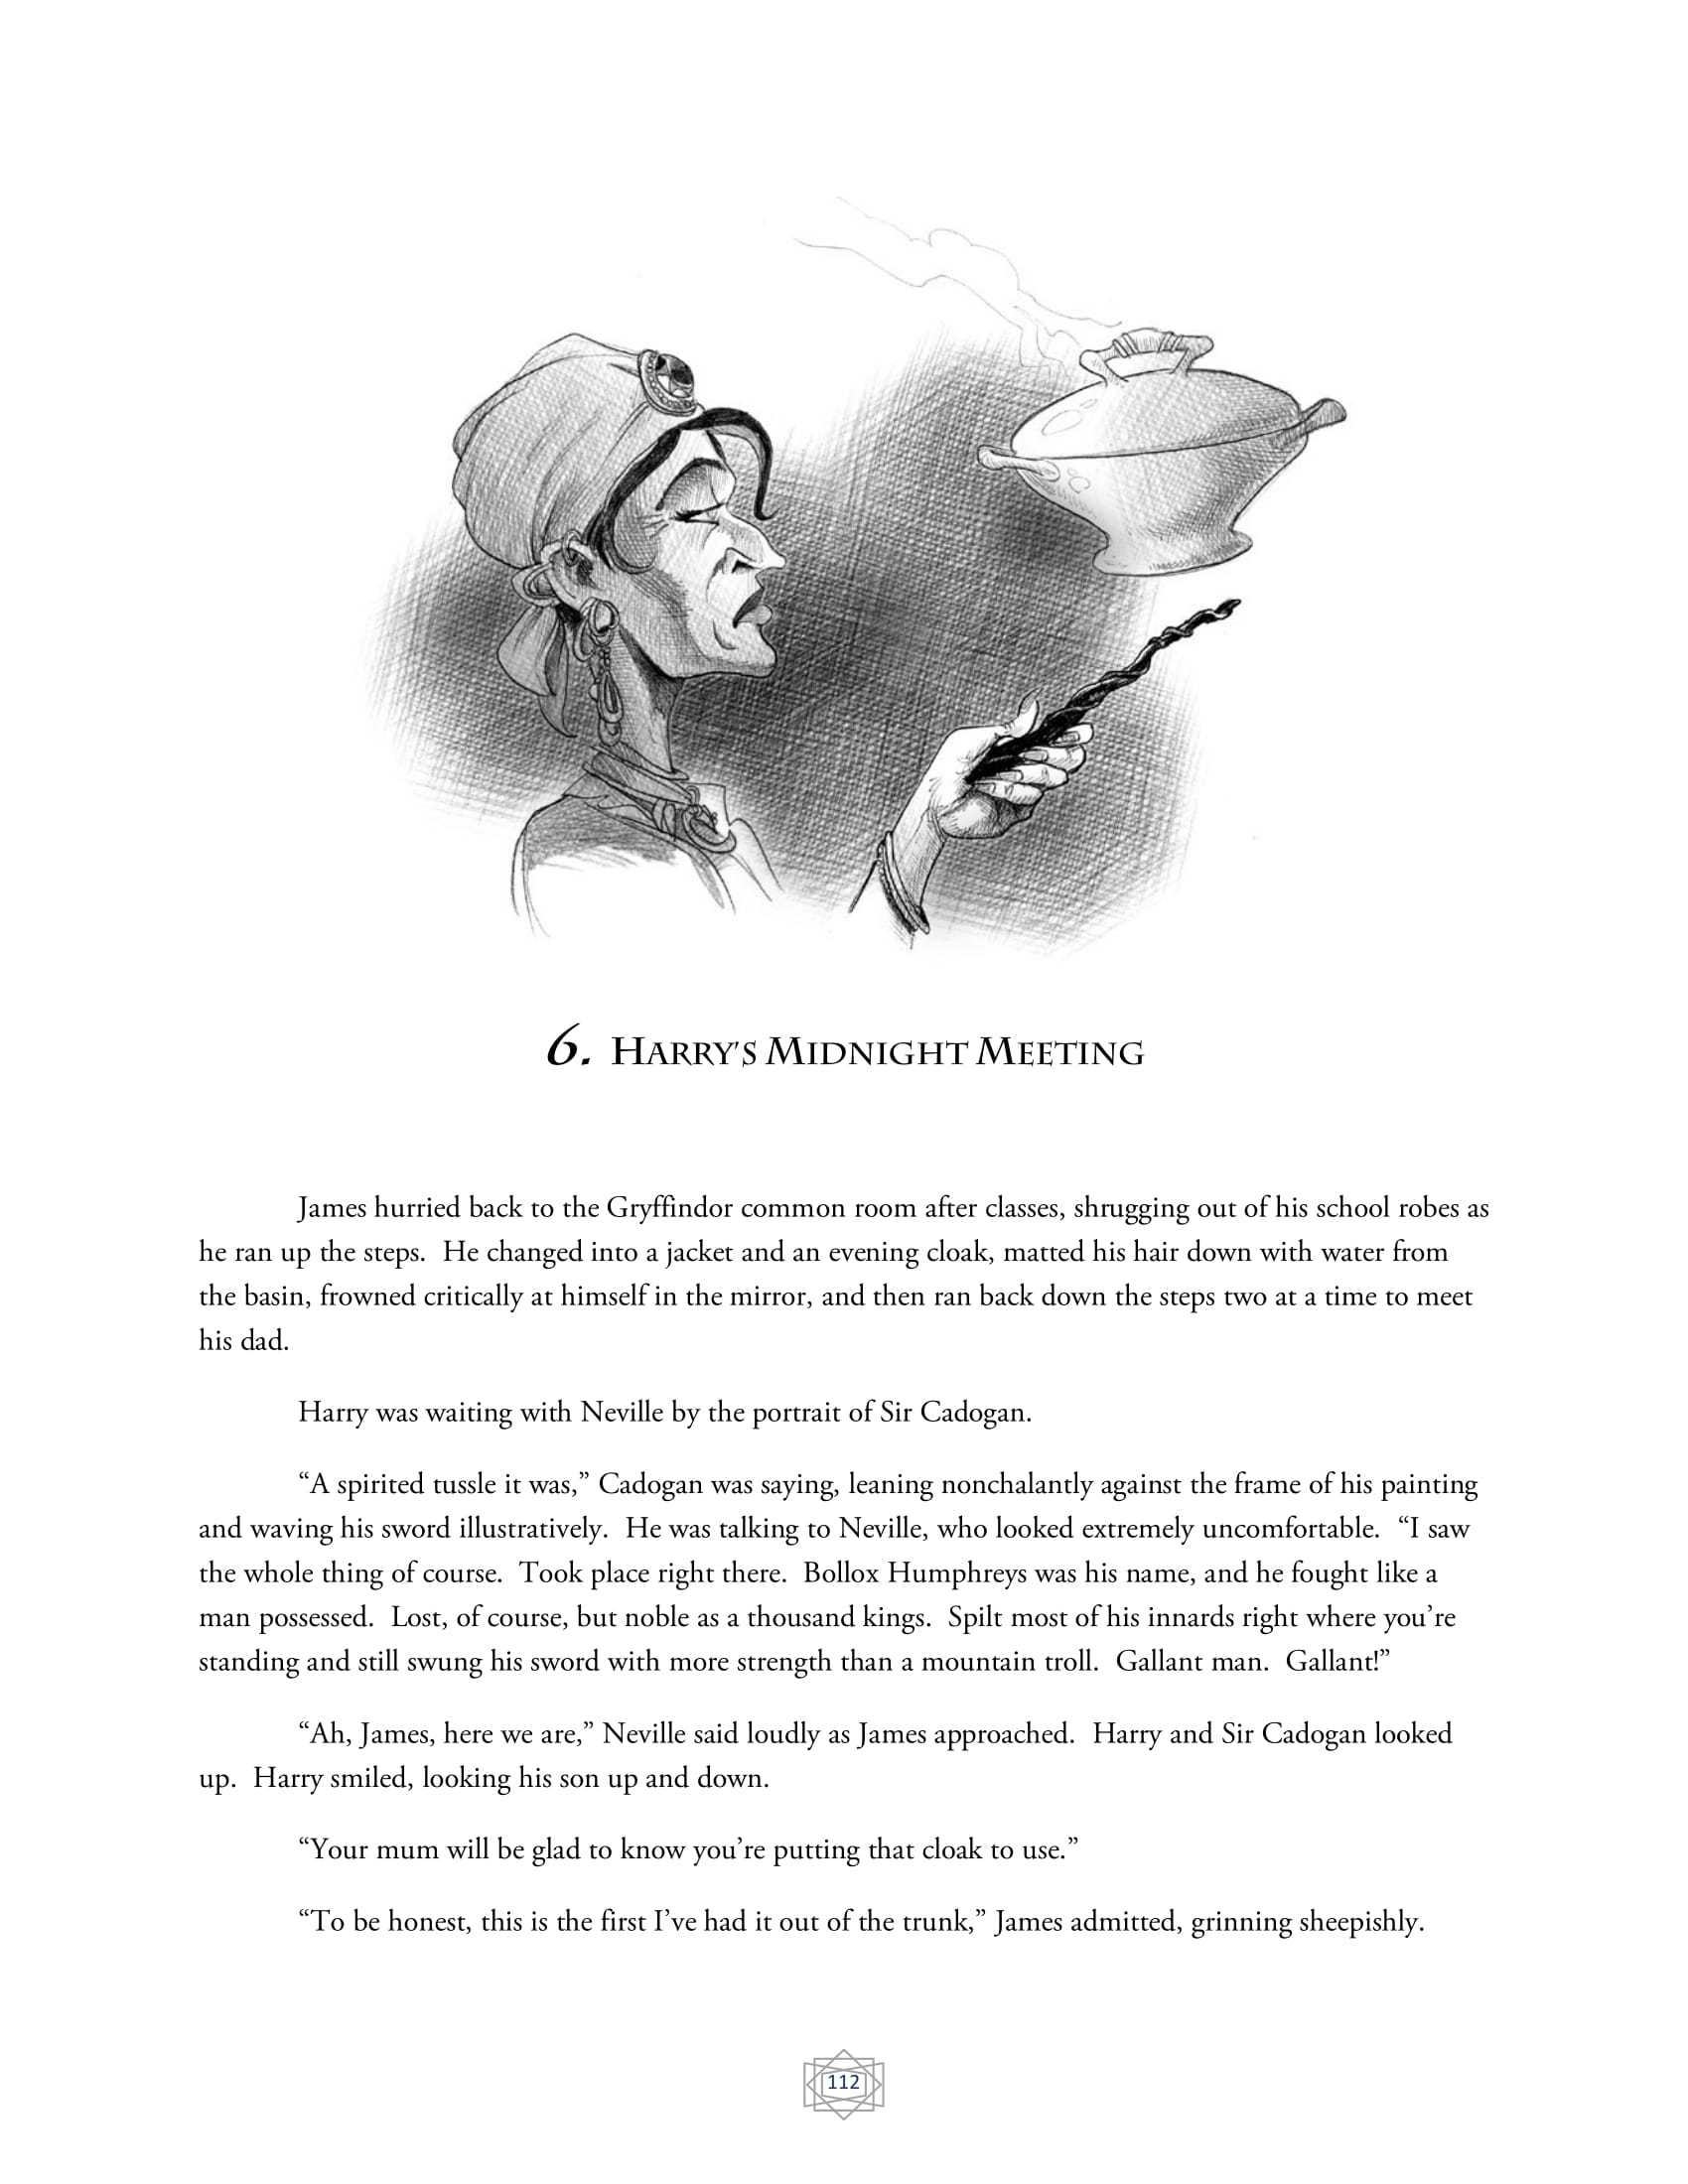 6. HARRY'S MIDNIGHT MEETING
James hurried back to the Gryffindor common room after classes, shrugging out of his school robes as
he ran up the steps.  He changed into a jacket and an evening cloak, matted his hair down with water from
the basin, frowned critically at himself in the mirror, and then ran back down the steps two at a time to meet
his dad.
Harry was waiting with Neville by the portrait of Sir Cadogan.
“A spirited tussle it was,” Cadogan was saying, leaning nonchalantly against the frame of his painting
and waving his sword illustratively.  He was talking to Neville, who looked extremely uncomfortable.  “I saw
the whole thing of course.  Took place right there.  Bollox Humphreys was his name, and he fought like a
man possessed.  Lost, of course, but noble as a thousand kings.  Spilt most of his innards right where you’re
standing and still swung his sword with more strength than a mountain troll.  Gallant man.  Gallant!”
“Ah, James, here we are,” Neville said loudly as James approached.  Harry and Sir Cadogan looked
up.  Harry smiled, looking his son up and down.
“Your mum will be glad to know you’re putting that cloak to use.”
“To be honest, this is the first I’ve had it out of the trunk,” James admitted, grinning sheepishly.
112